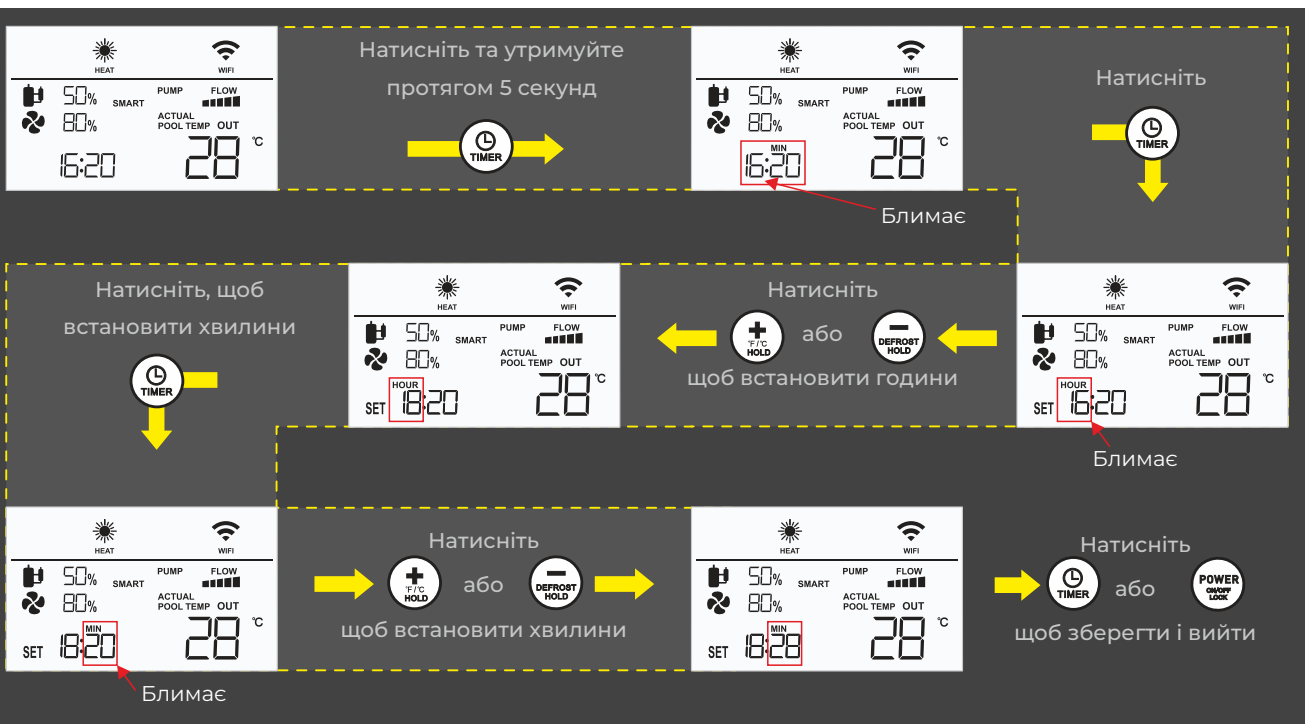 HEAT WIFI
50% SMART PUMP FLOW
80% ACTUAL POOL TEMP OUT
16:20 28 °C
Натисніть та утримуйте
протягом 5 секунд
TIMER
HEAT WIFI
50% SMART PUMP FLOW
80% ACTUAL POOL TEMP OUT
MIN
16:20 28 °C
Блимає
Натисніть
TIMER
HEAT WIFI
50% SMART PUMP FLOW
80% ACTUAL POOL TEMP OUT
HOUR
SET 16:20 28 °C
Блимає
Натисніть
°F/°C HOLD або DEFROST HOLD
щоб встановити години
HEAT WIFI
50% SMART PUMP FLOW
80% ACTUAL POOL TEMP OUT
HOUR
SET 18:20 28 °C
Натисніть, щоб
встановити хвилини
TIMER
HEAT WIFI
50% SMART PUMP FLOW
80% ACTUAL POOL TEMP OUT
MIN
SET 18:20 28 °C
Блимає
Натисніть
°F/°C HOLD або DEFROST HOLD
щоб встановити хвилини
HEAT WIFI
50% SMART PUMP FLOW
80% ACTUAL POOL TEMP OUT
MIN
SET 18:28 28 °C
Натисніть
TIMER або POWER ON/OFF LOCK
щоб зберегти і вийти